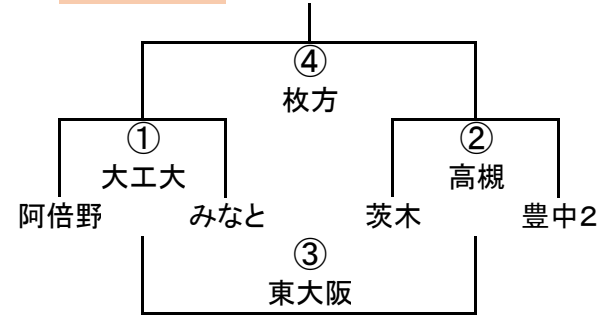 ④
枚方
① ②
大工大 高槻
阿倍野 みなと 茨木 豊中2
③
東大阪